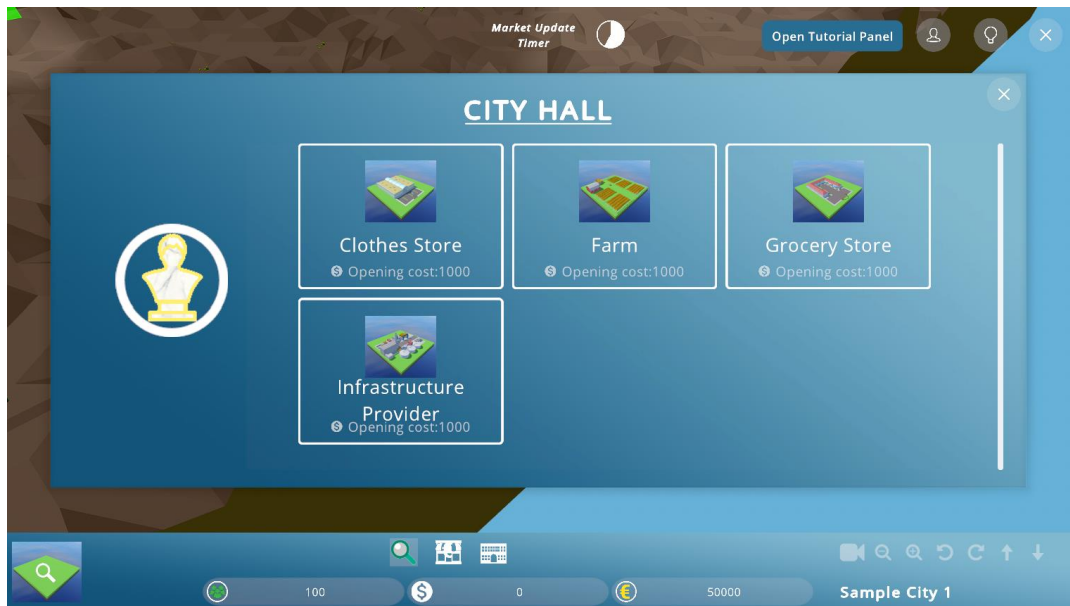 Market Update
Timer
Open Tutorial Panel
CITY HALL
Clothes Store
Opening cost:1000
Farm
Opening cost:1000
Grocery Store
Opening cost:1000
Infrastructure
Provider
Opening cost:1000
100
0
50000
Sample City 1